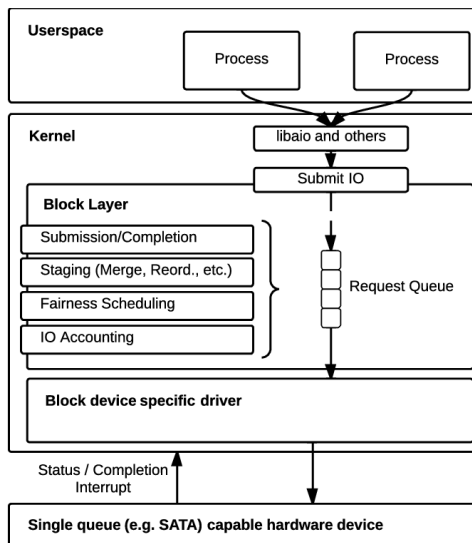 Userspace
Process
Process
Kernel
libaio and others
Submit IO
Block Layer
Submission/Completion
Staging (Merge, Reord., etc.)
Fairness Scheduling
IO Accounting
Request Queue
Block device specific driver
Status / Completion
Interrupt
Single queue (e.g. SATA) capable hardware device